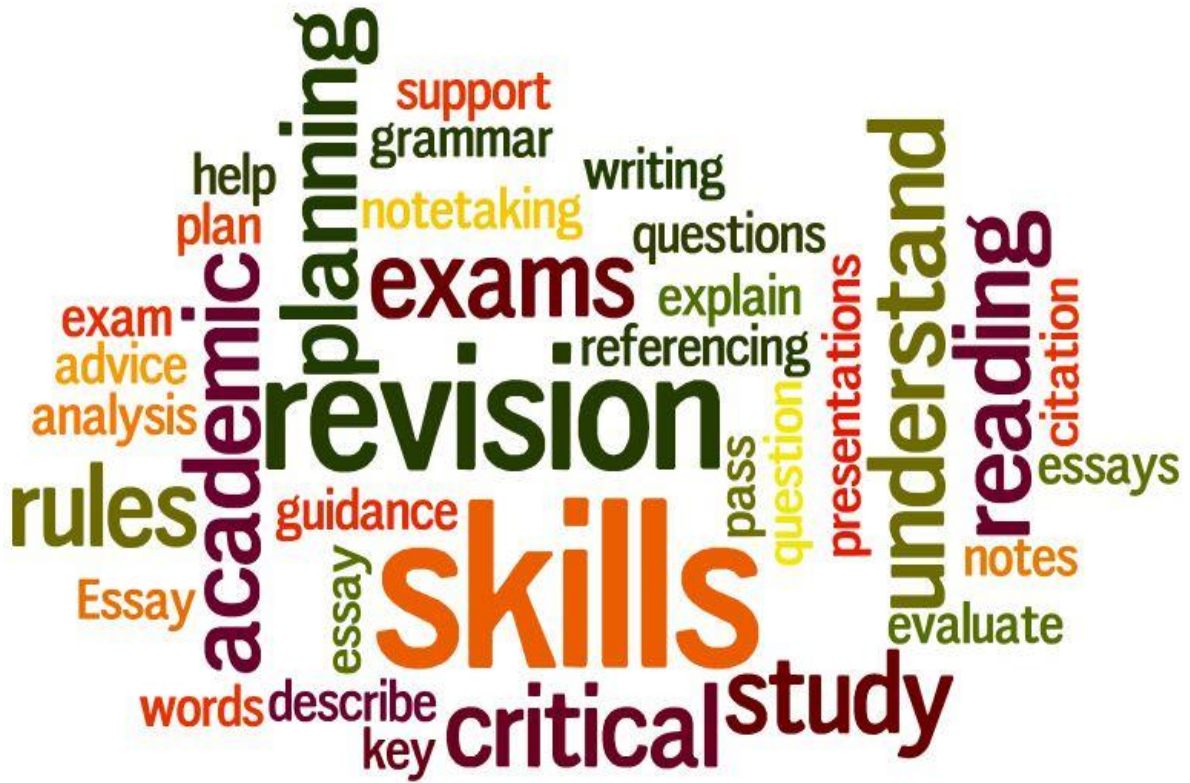 planning
support
grammar
help
writing
plan
notetaking
questions
understand
reading
academic
exams
explain
presentations
citation
exam
referencing
advice
revision
analysis
question
pass
essays
rules
guidance
skills
notes
Essay
essay
evaluate
words
describe
study
critical
key